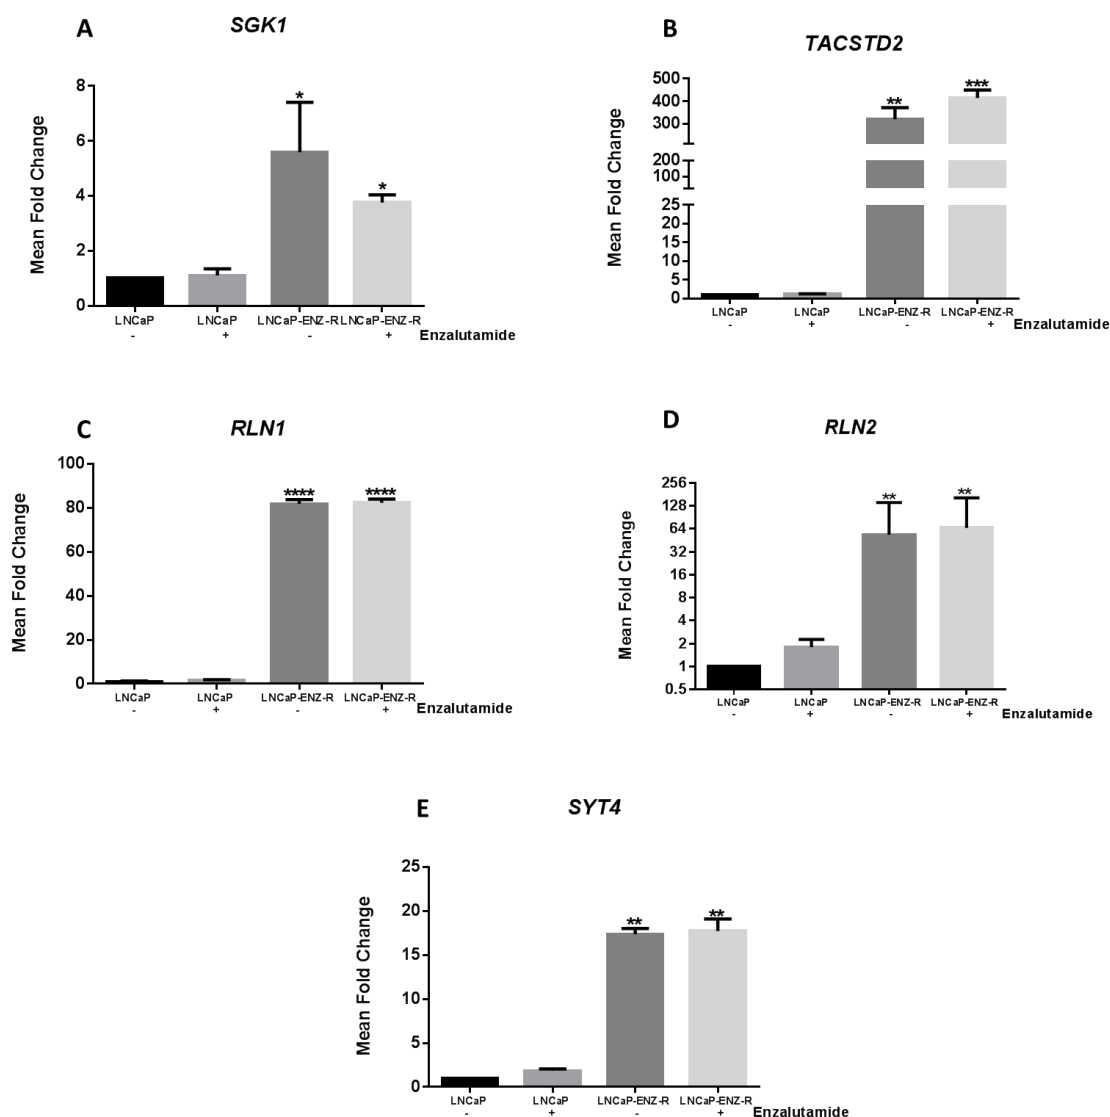 A
SGK1
Mean Fold Change
8
*
6
4
*
2
0
LNCaP LNCaP LNCaP-ENZ-R LNCaP-ENZ-R
- + - + Enzalutamide
B
TACSTD2
Mean Fold Change
500
400
300
** ***
200
100
25
20
15
10
5
0
LNCaP LNCaP LNCaP-ENZ-R LNCaP-ENZ-R
- + - + Enzalutamide
C
RLN1
Mean Fold Change
100
80
**** ****
60
40
20
0
LNCaP LNCaP LNCaP-ENZ-R LNCaP-ENZ-R
- + - + Enzalutamide
D
RLN2
Mean Fold Change
256
** **
128
64
32
16
8
4
2
1
0.5
LNCaP LNCaP LNCaP-ENZ-R LNCaP-ENZ-R
- + - + Enzalutamide
E
SYT4
Mean Fold Change
25
20
** **
15
10
5
0
LNCaP LNCaP LNCaP-ENZ-R LNCaP-ENZ-R
- + - + Enzalutamide